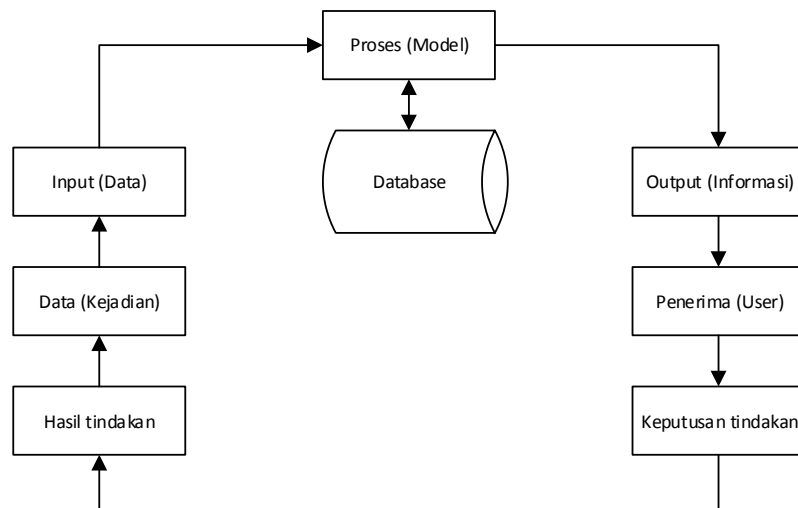 Proses (Model)
Input (Data)
Database
Output (Informasi)
Data (Kejadian)
Penerima (User)
Hasil tindakan
Keputusan tindakan